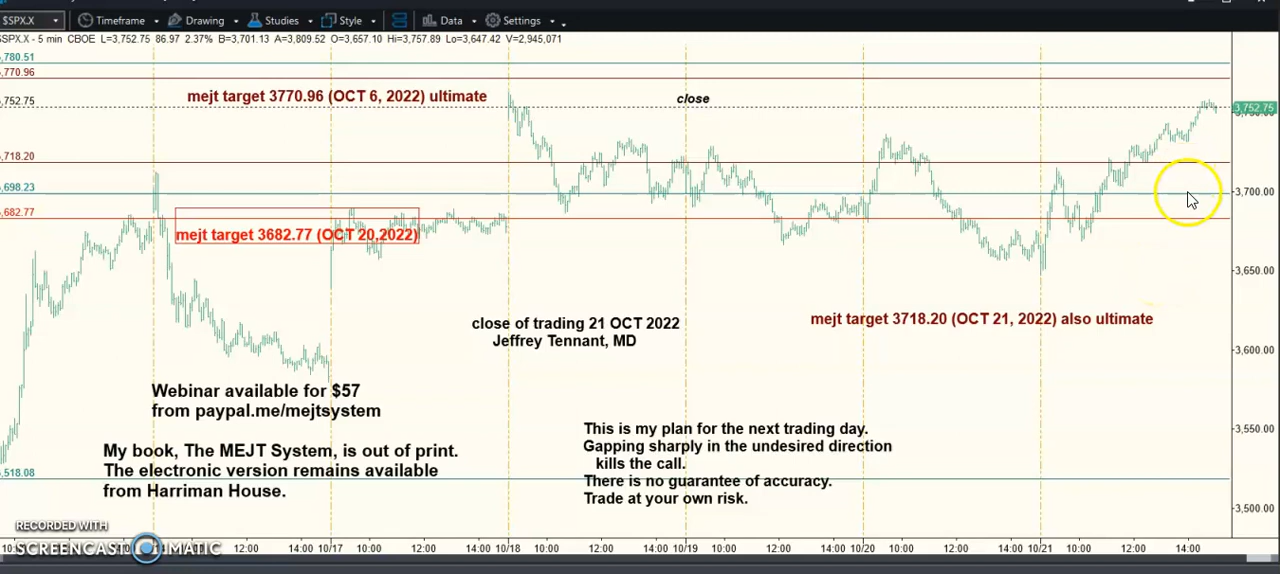 $SPX.X Timeframe Drawing Studies Style Data Settings
$SPX.X - 5 min CBOE L=3,752.75 86.97 2.37% B=3,701.13 A=3,809.52 O=3,657.10 Hi=3,757.89 Lo=3,647.42 V=2,945,071
,780.51
,770.96
mejt target 3770.96 (OCT 6, 2022) ultimate
close
,752.75
3,752.75
,718.20
,698.23
3,700.00
,682.77
mejt target 3682.77 (OCT 20,2022)
3,650.00
close of trading 21 OCT 2022
Jeffrey Tennant, MD
mejt target 3718.20 (OCT 21, 2022) also ultimate
3,600.00
Webinar available for $57
from paypal.me/mejtsystem
My book, The MEJT System, is out of print.
The electronic version remains available
from Harriman House.
This is my plan for the next trading day.
Gapping sharply in the undesired direction
kills the call.
There is no guarantee of accuracy.
Trade at your own risk.
3,550.00
,518.08
3,500.00
RECORDED WITH
SCREENCAST MATIC
12:00 14:00 10/17 10:00 12:00 14:00 10/18 10:00 12:00 14:00 10/19 10:00 12:00 14:00 10/20 10:00 12:00 14:00 10/21 10:00 12:00 14:00